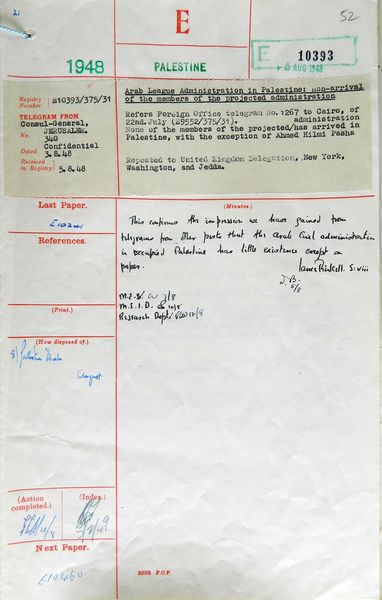 21
E
52
1948
PALESTINE
E 10393
5 AUG 1948
Registry Number E10393/375/31
TELEGRAM FROM
Consul-General,
JERUSALEM.
No. 340
Confidential
Dated 3.8.48
Received in Registry 5.8.48
Arab League Administration in Palestine: non-arrival
of the members of the projected administration
Refers Foreign Office telegram No. 1267 to Cairo, of
22nd. July (E9552/375/31). administration
None of the members of the projected/has arrived in
Palestine, with the exception of Ahmed Hilmi Pasha
Repeated to United Kingdom Delegation, New York,
Washington, and Jedda.
Last Paper.
(Minutes.)
References.
This confirms the impression we have gained from
telegrams from other posts that the Arab Civil administration
in occupied Palestine has little existence except on
paper.
5.viii
5/8
M.E.S. 7/8
M.E.I.D.
Research Dept.
(Print.)
(How disposed of.)
August
(Action completed.)
(Index.)
Next Paper.
E10460
F.O.P.